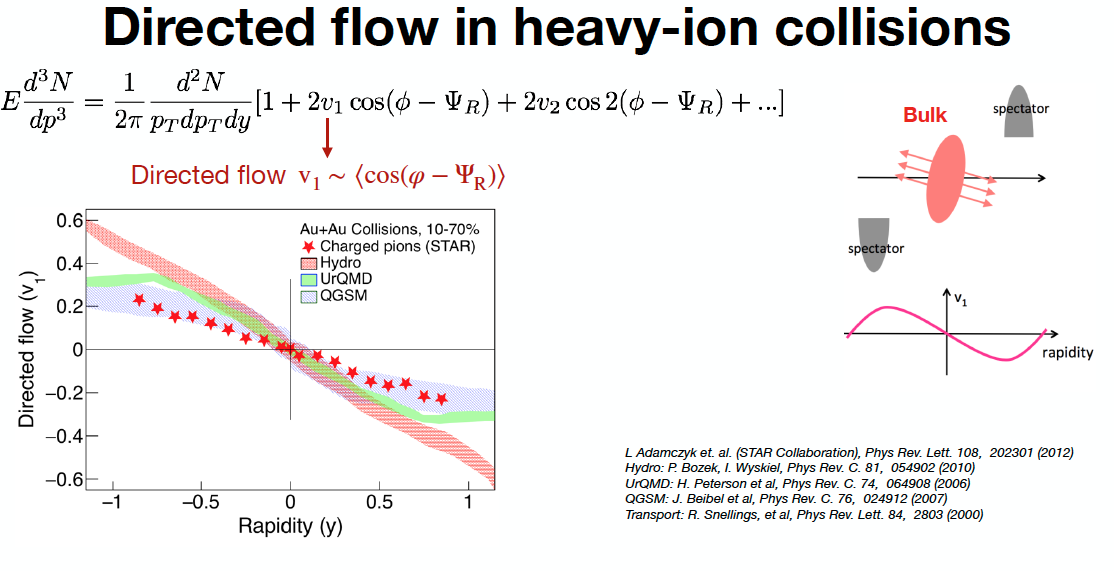 Directed flow in heavy-ion collisions
E d³N/dp³ = 1/2π d²N/p_T dp_T dy [1 + 2v₁ cos(ϕ − Ψ_R) + 2v₂ cos 2(ϕ − Ψ_R) + ...]
Directed flow v₁ ~ ⟨cos(φ − Ψ_R)⟩
Bulk
spectator
spectator
v₁
rapidity
Directed flow (v₁)
0.6
0.4
0.2
0
−0.2
−0.4
−0.6
Au+Au Collisions, 10-70%
Charged pions (STAR)
Hydro
UrQMD
QGSM
−1
−0.5
0
0.5
1
Rapidity (y)
L Adamczyk et. al. (STAR Collaboration), Phys Rev. Lett. 108, 202301 (2012)
Hydro: P. Bozek, I. Wyskiel, Phys Rev. C. 81, 054902 (2010)
UrQMD: H. Peterson et al, Phys Rev. C. 74, 064908 (2006)
QGSM: J. Beibel et al, Phys Rev. C. 76, 024912 (2007)
Transport: R. Snellings, et al, Phys Rev. Lett. 84, 2803 (2000)